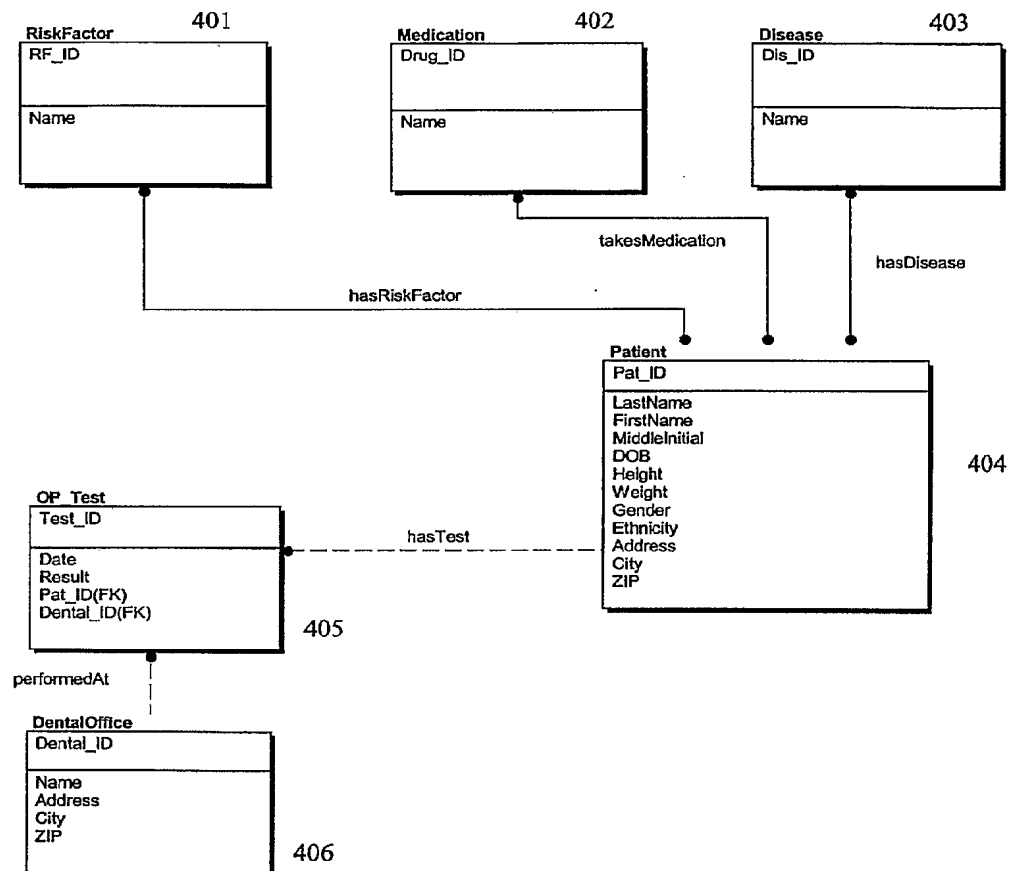 401
RiskFactor
RF_ID
Name
402
Medication
Drug_ID
Name
403
Disease
Dis_ID
Name
takesMedication
hasDisease
hasRiskFactor
Patient
Pat_ID
LastName
FirstName
MiddleInitial
DOB
Height
Weight
Gender
Ethnicity
Address
City
ZIP
404
OP_Test
Test_ID
Date
Result
Pat_ID(FK)
Dental_ID(FK)
405
hasTest
performedAt
DentalOffice
Dental_ID
Name
Address
City
ZIP
406